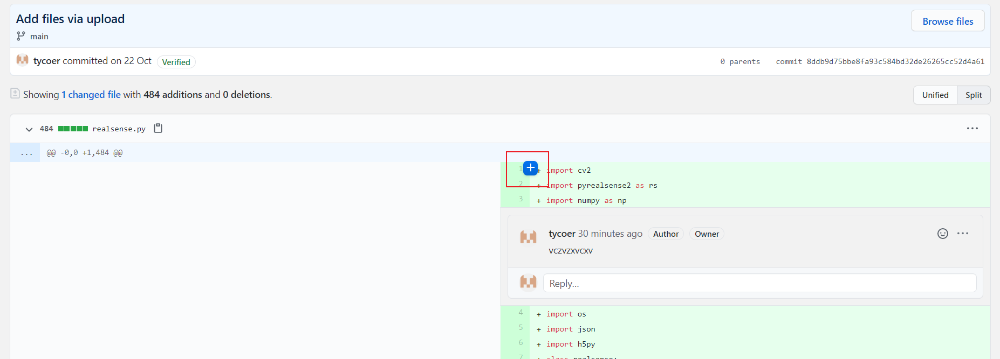 Add files via upload
Browse files
main
tycoer committed on 22 Oct Verified
0 parents commit 8ddb9d75bbe8fa93c584bd32de26265cc52d4a61
Showing 1 changed file with 484 additions and 0 deletions.
Unified Split
484 realsense.py
... @@ -0,0 +1,484 @@
1 + import cv2
2 + import pyrealsense2 as rs
3 + import numpy as np
tycoer 30 minutes ago Author Owner
vczvzxvcxv
Reply...
4 + import os
5 + import json
6 + import h5py
7 + class realsense: